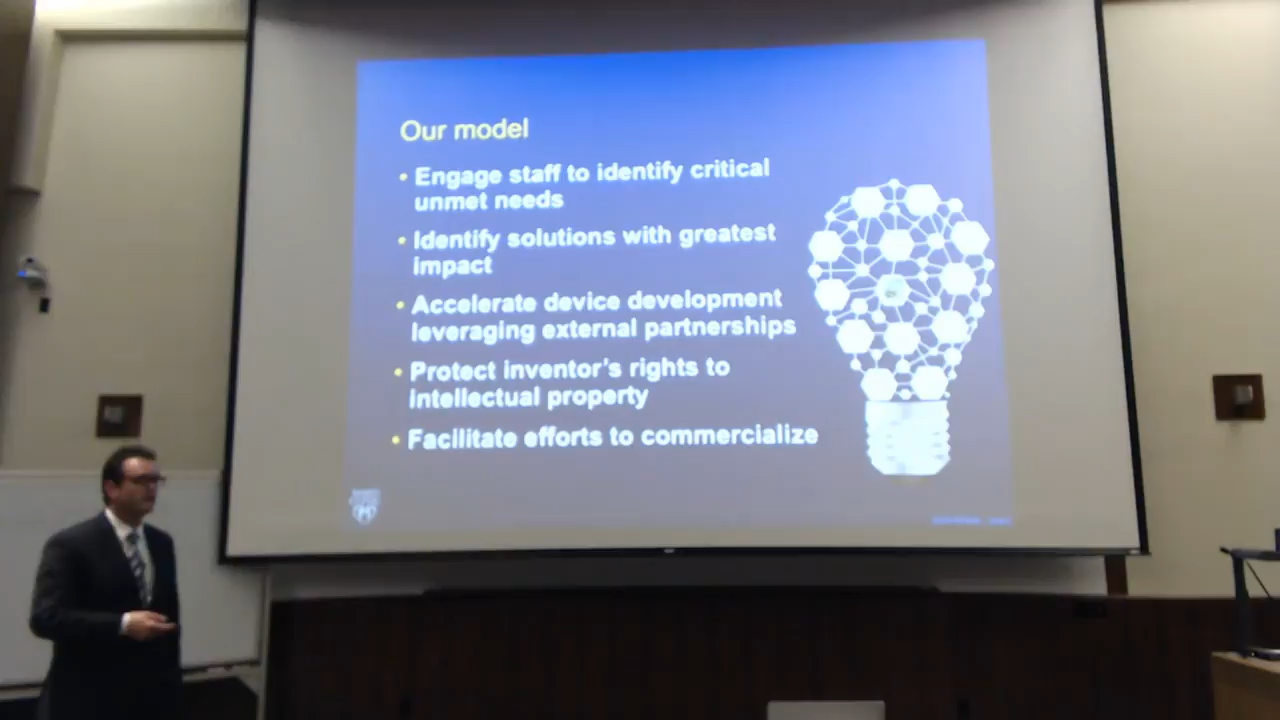 Our model
• Engage staff to identify critical
unmet needs
• Identify solutions with greatest
impact
• Accelerate device development
leveraging external partnerships
• Protect inventor's rights to
intellectual property
• Facilitate efforts to commercialize